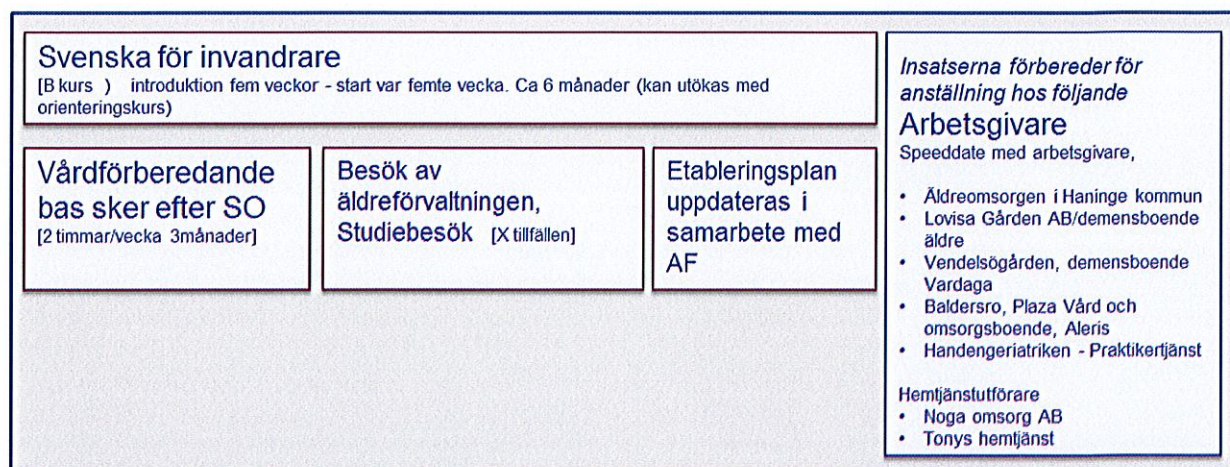 Svenska för invandrare
[B kurs ) introduktion fem veckor - start var femte vecka. Ca 6 månader (kan utökas med
orienteringskurs)
Vårdförberedande
bas sker efter SO
[2 timmar/vecka 3månader]
Besök av
äldreförvaltningen,
Studiebesök [X tillfällen]
Etableringsplan
uppdateras i
samarbete med
AF
Insatserna förbereder för
anställning hos följande
Arbetsgivare
Speeddate med arbetsgivare,
• Äldreomsorgen i Haninge kommun
• Lovisa Gården AB/demensboende
äldre
• Vendelsögården, demensboende
Vardaga
• Baldersro, Plaza Vård och
omsorgsboende, Aleris
• Handengeriatriken - Praktikertjänst
Hemtjänstutförare
• Noga omsorg AB
• Tonys hemtjänst